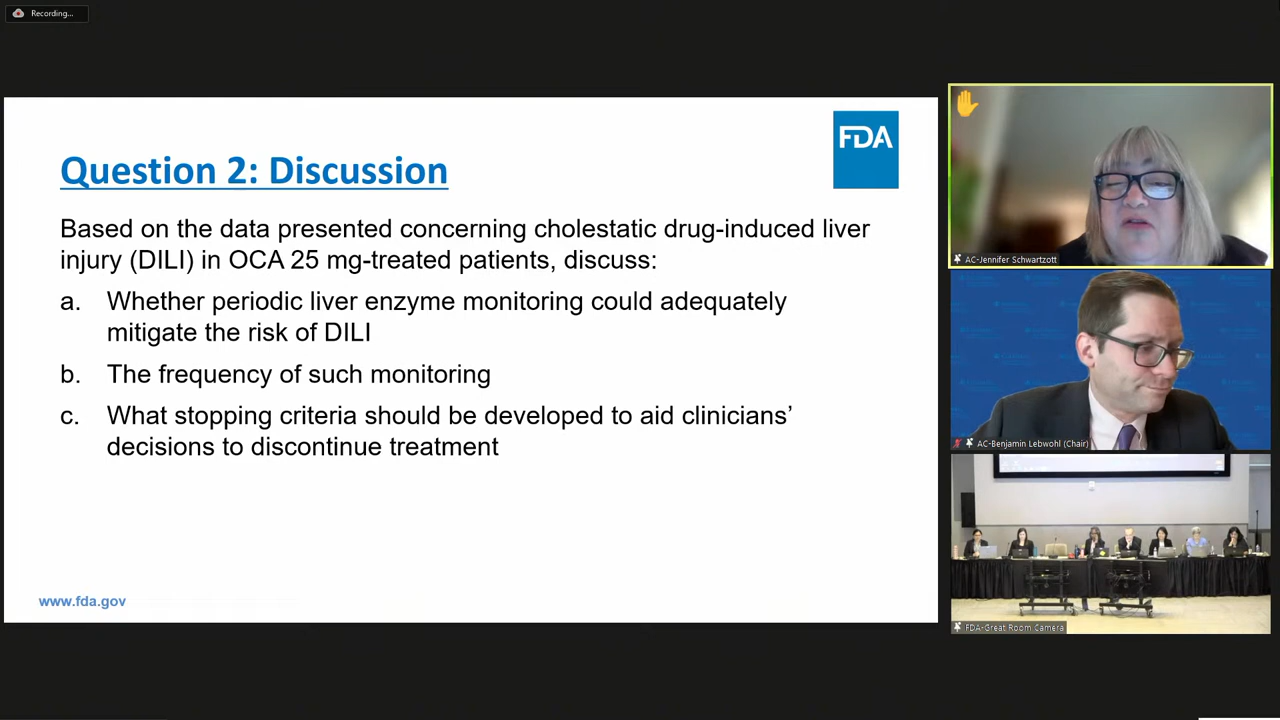 Recording...
FDA
Question 2: Discussion
Based on the data presented concerning cholestatic drug-induced liver
injury (DILI) in OCA 25 mg-treated patients, discuss:
a. Whether periodic liver enzyme monitoring could adequately
mitigate the risk of DILI
b. The frequency of such monitoring
c. What stopping criteria should be developed to aid clinicians’
decisions to discontinue treatment
www.fda.gov
AC-Jennifer Schwartzott
AC-Benjamin Lebwohl (Chair)
FDA-Great Room Camera